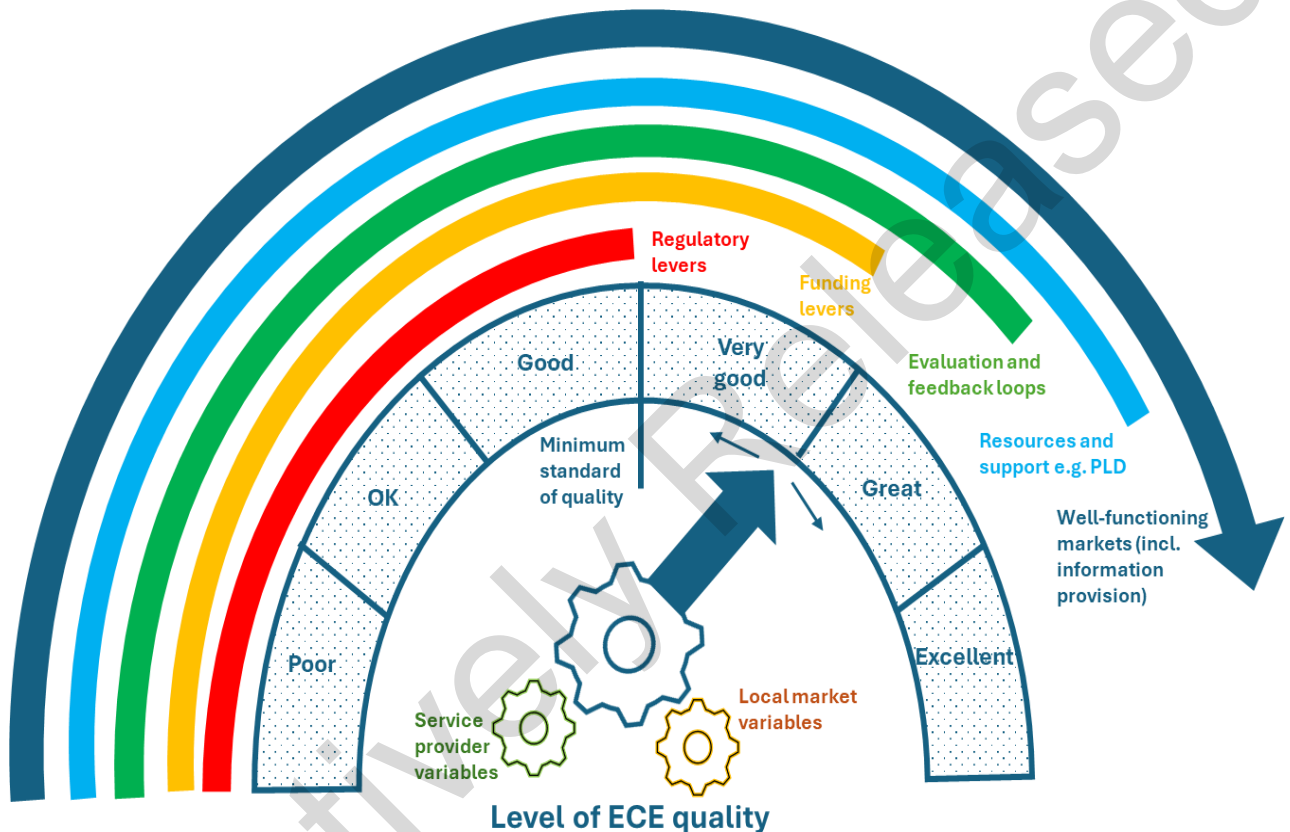 Regulatory
levers
Funding
levers
Good
Very
good
Evaluation and
feedback loops
Minimum
standard
of quality
Resources and
support e.g. PLD
OK
Great
Well-functioning
markets (incl.
information
provision)
Poor
Excellent
Service
provider
variables
Local market
variables
Level of ECE quality
tively Released